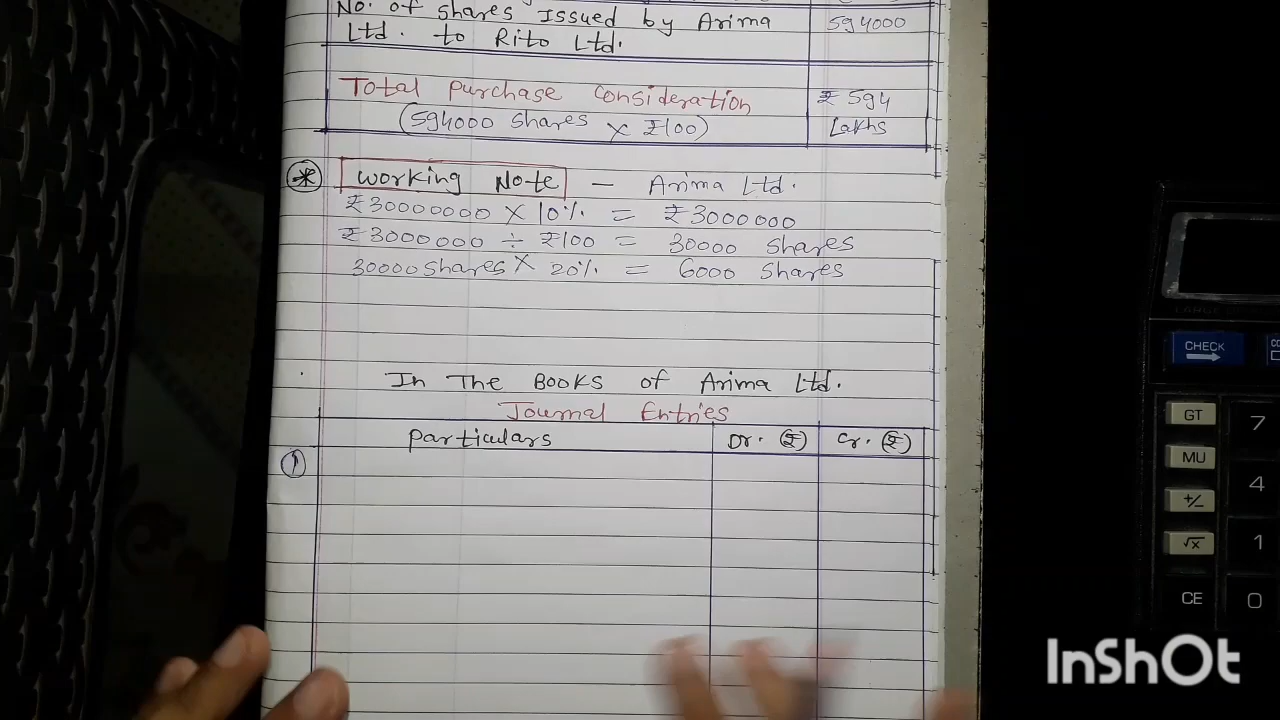 No. of Shares Issued by Arima 594000
Ltd. to Rito Ltd.
Total Purchase Consideration ₹ 594
(594000 Shares × ₹100) Lakhs
* Working Note - Arima Ltd.
₹30000000 × 10% = ₹3000000
₹3000000 ÷ ₹100 = 30000 Shares
30000 Shares × 20% = 6000 Shares
In The Books of Arima Ltd.
Journal Entries
Particulars Dr. (₹) Cr. (₹)
1
CHECK
GT 7
MU 4
+/-
√x 1
CE 0
InShOt